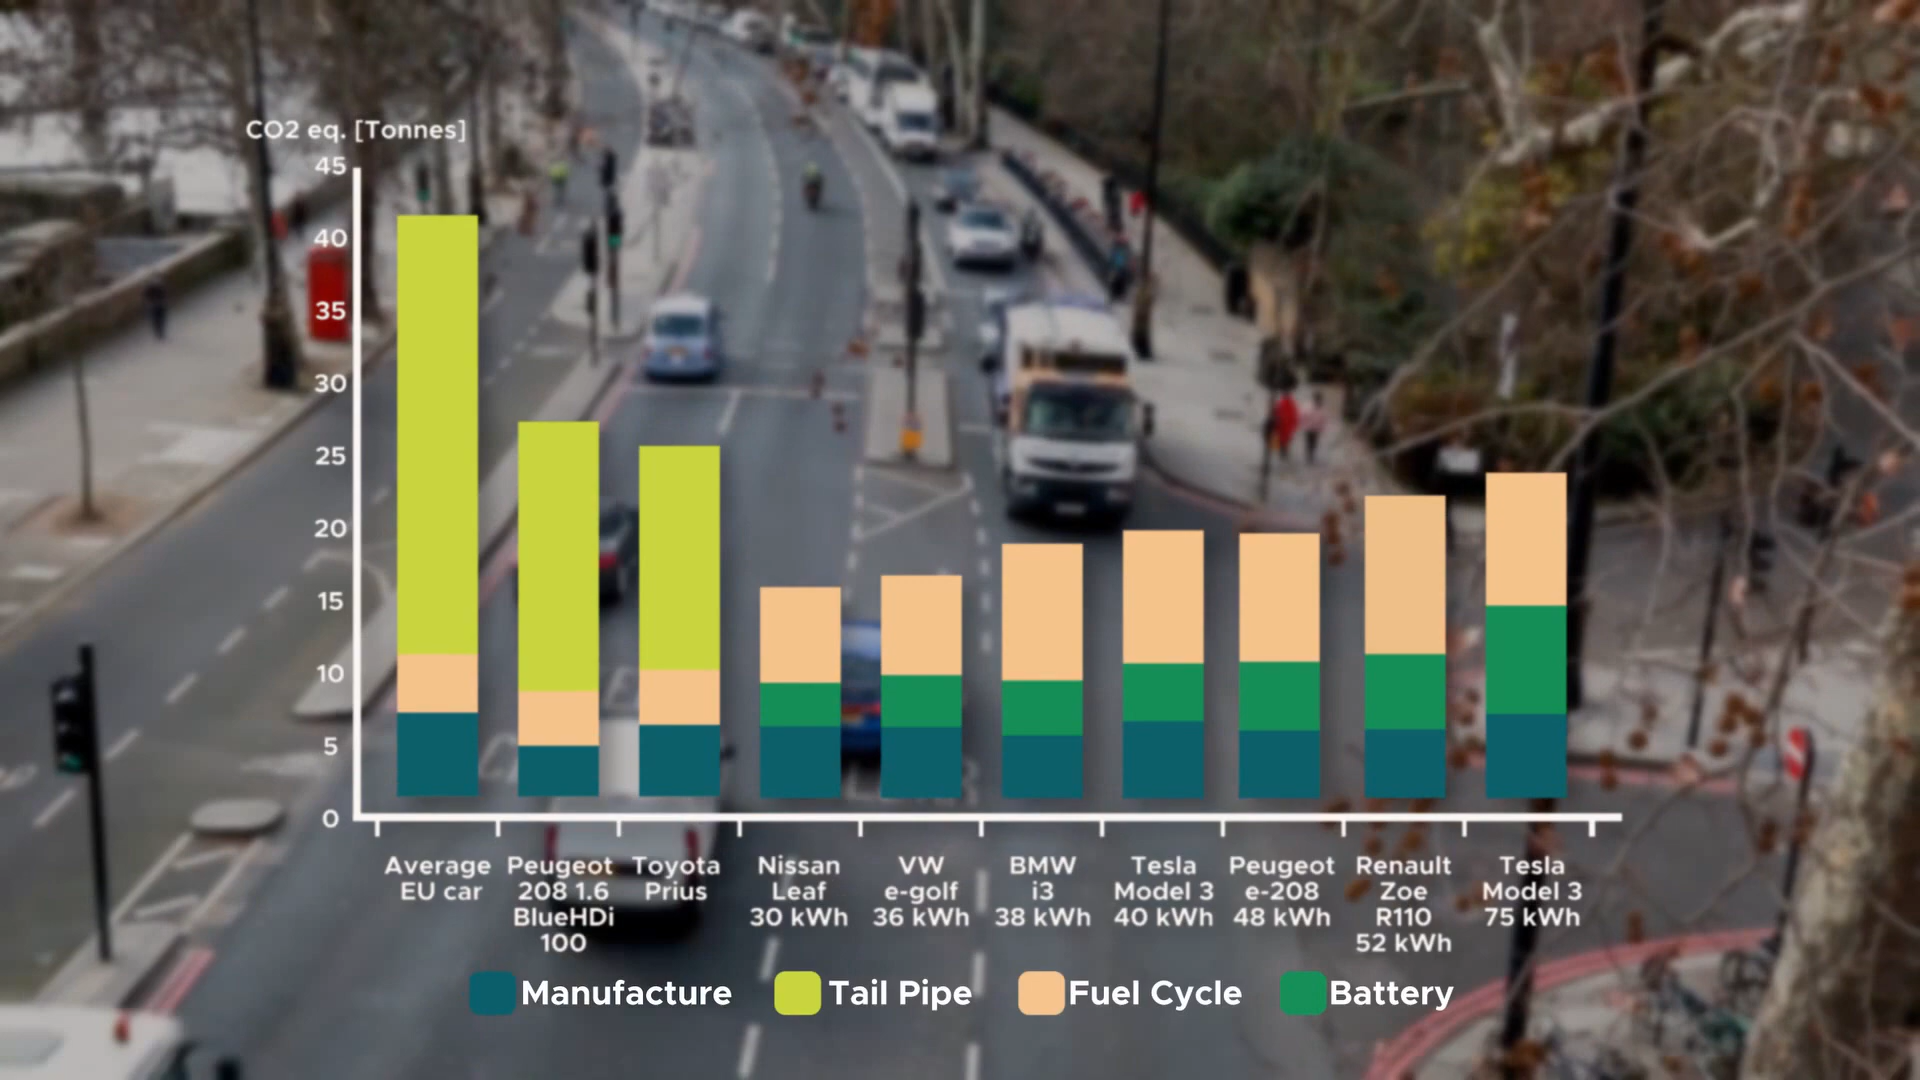 CO2 eq. [Tonnes]
45
40
35
30
25
20
15
10
5
0
Average
EU car
Peugeot
208 1.6
BlueHDi
100
Toyota
Prius
Nissan
Leaf
30 kWh
VW
e-golf
36 kWh
BMW
i3
38 kWh
Tesla
Model 3
40 kWh
Peugeot
e-208
48 kWh
Renault
Zoe
R110
52 kWh
Tesla
Model 3
75 kWh
Manufacture
Tail Pipe
Fuel Cycle
Battery